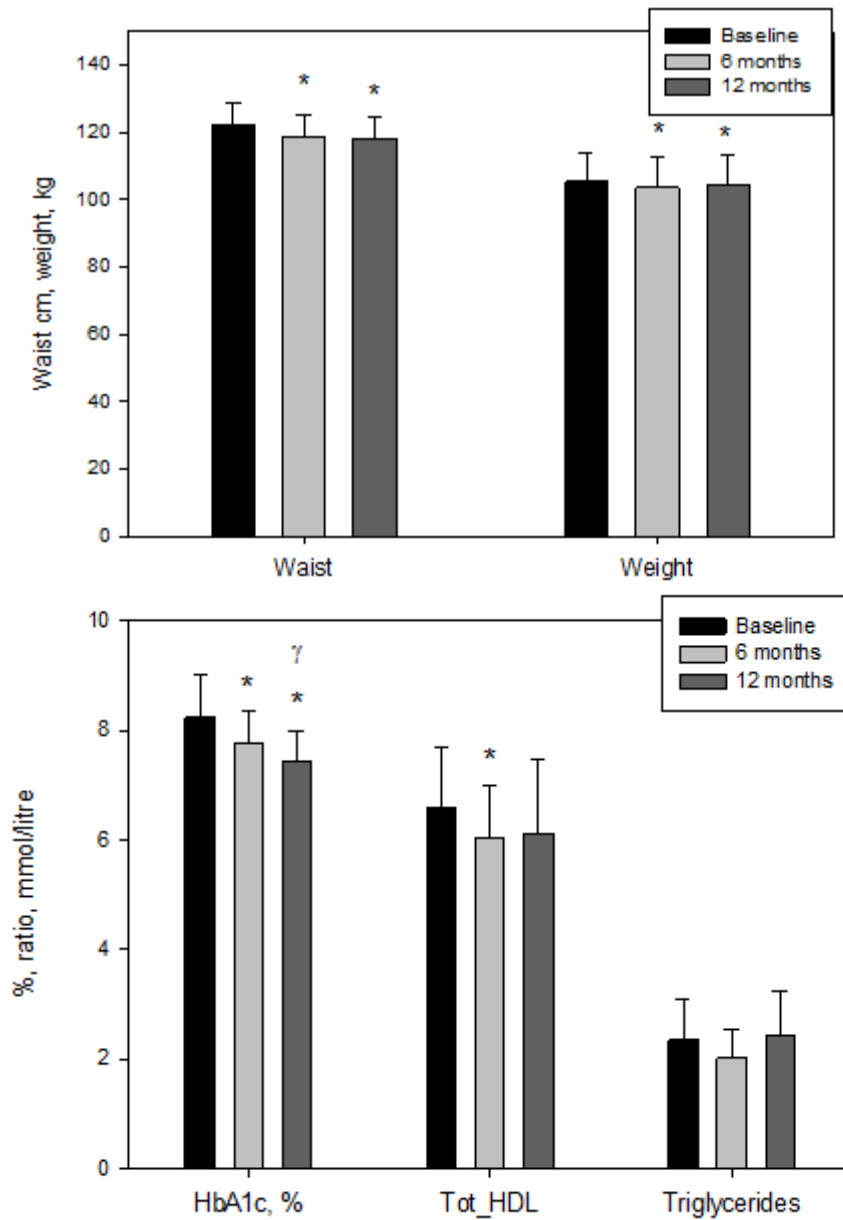 Baseline
6 months
12 months
140
120
100
80
60
40
20
0
Waist cm, weight, kg
* * * *
Waist Weight
Baseline
6 months
12 months
10
8
6
4
2
0
%, ratio, mmol/litre
γ
* * *
HbA1c, % Tot_HDL Triglycerides